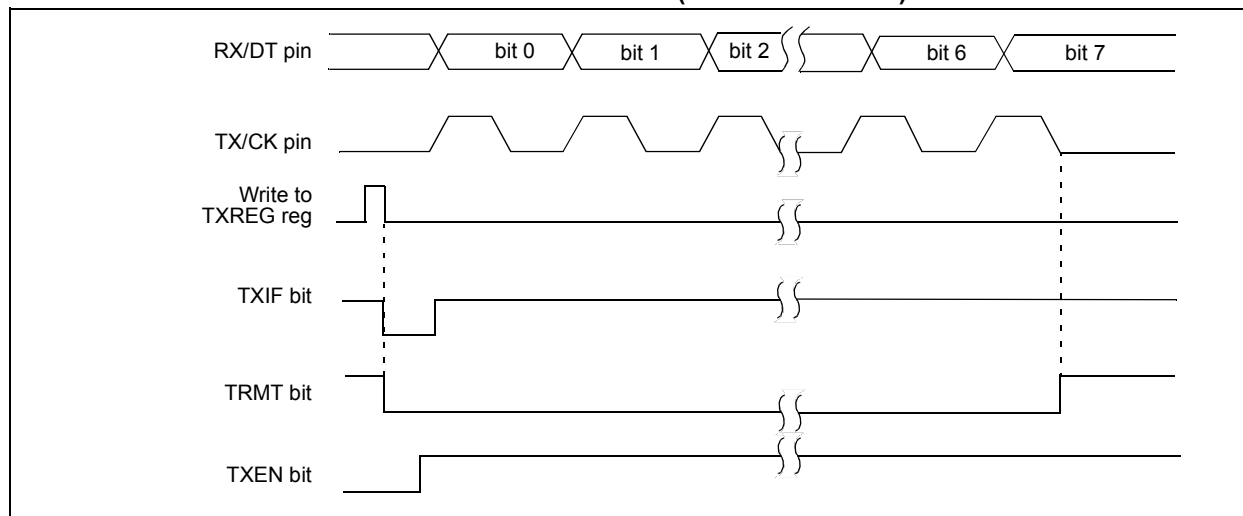 RX/DT pin
bit 0 bit 1 bit 2 bit 6 bit 7
TX/CK pin
Write to
TXREG reg
TXIF bit
TRMT bit
TXEN bit